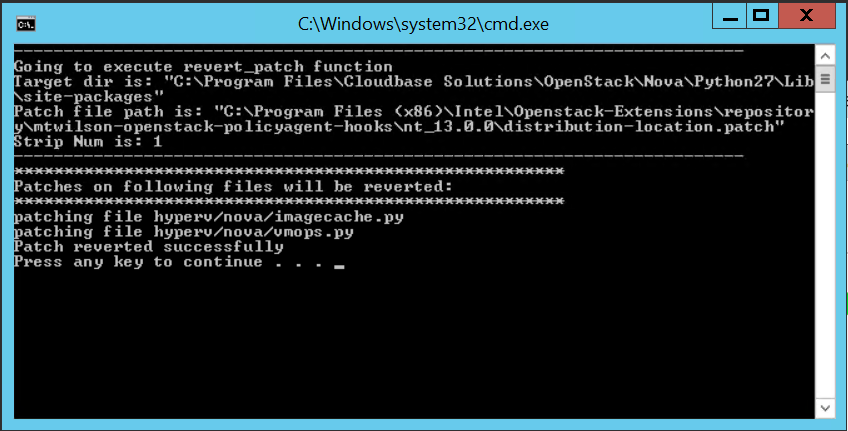 C:\Windows\system32\cmd.exe
-------------------------------------------------------------------------
Going to execute revert_patch function
Target dir is: "C:\Program Files\Cloudbase Solutions\OpenStack\Nova\Python27\Lib
\site-packages"
Patch file path is: "C:\Program Files (x86)\Intel\Openstack-Extensions\repositor
y\mtwilson-openstack-policyagent-hooks\nt_13.0.0\distribution-location.patch"
Strip Num is: 1
-------------------------------------------------------------------------
*******************************************************
Patches on following files will be reverted:
*******************************************************
patching file hyperv/nova/imagecache.py
patching file hyperv/nova/vmops.py
Patch reverted successfully
Press any key to continue . . . _